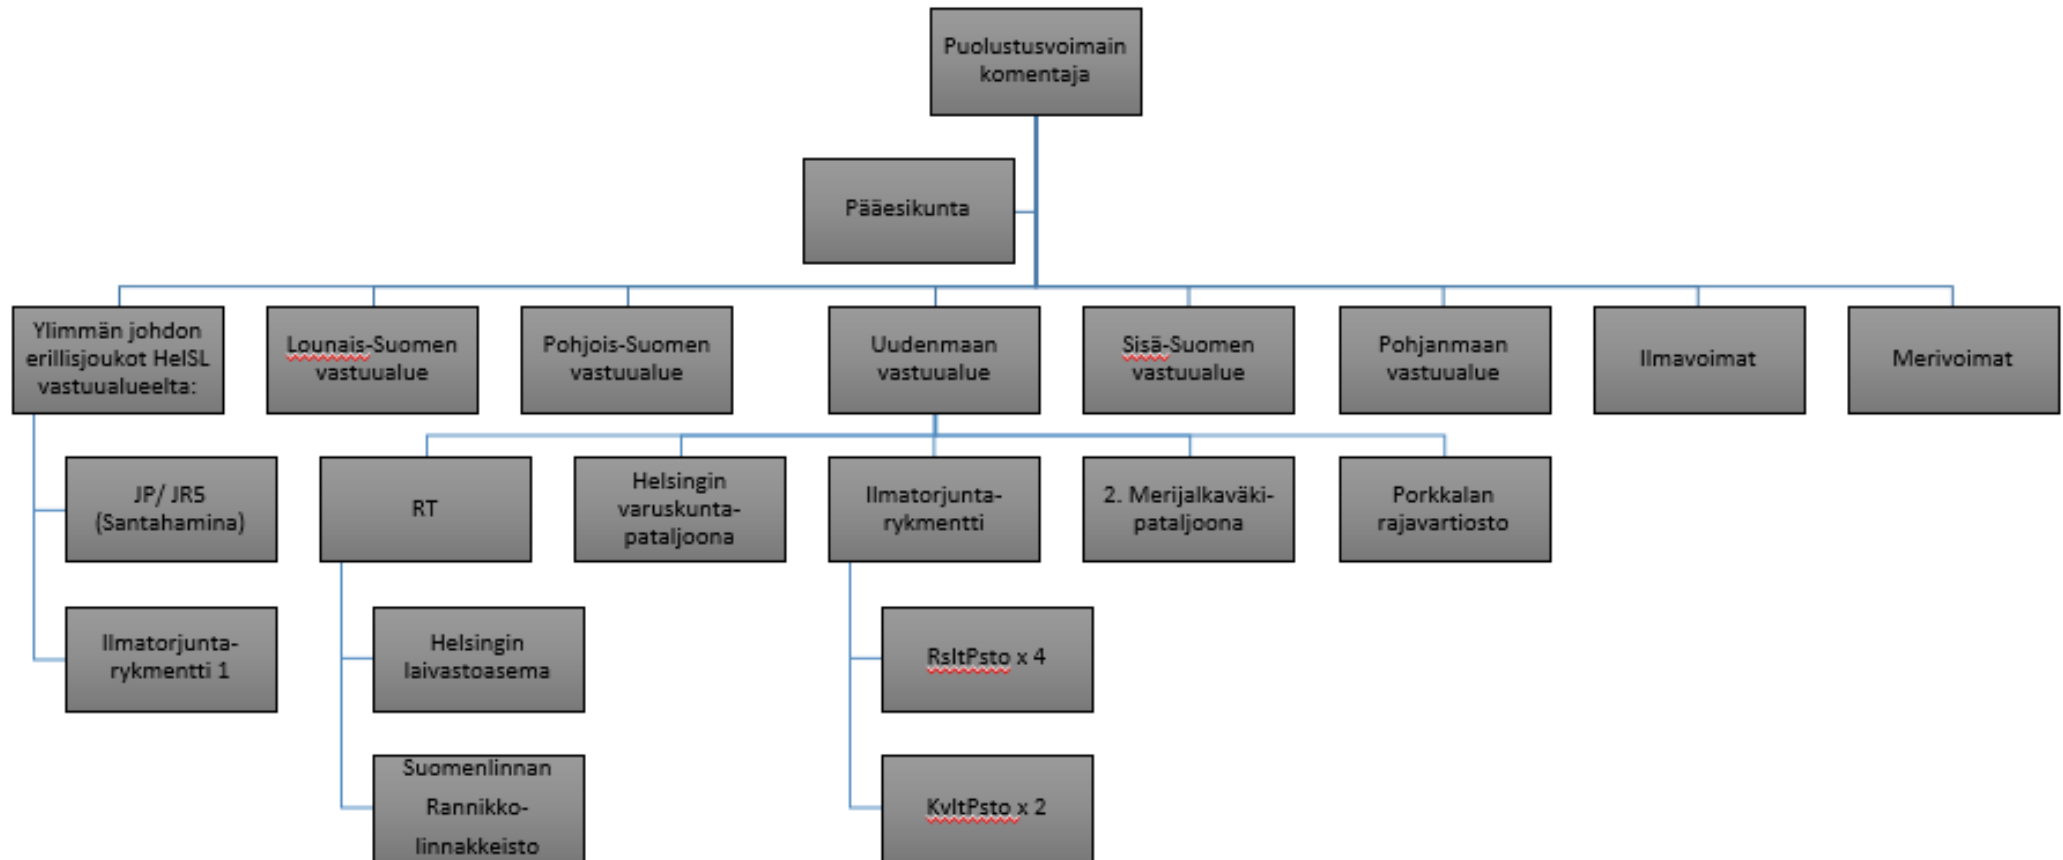 Puolustusvoimain
komentaja
Pääesikunta
Ylimmän johdon
erillisjoukot HelSL
vastuualueelta:
Lounais-Suomen
vastuualue
Pohjois-Suomen
vastuualue
Uudenmaan
vastuualue
Sisä-Suomen
vastuualue
Pohjanmaan
vastuualue
Ilmavoimat
Merivoimat
JP/ JR5
(Santahamina)
RT
Helsingin
varuskunta-
pataljoona
Ilmatorjunta-
rykmentti
2. Merijalkaväki-
pataljoona
Porkkalan
rajavartiosto
Ilmatorjunta-
rykmentti 1
Helsingin
laivastoasema
RsItPsto x 4
Suomenlinnan
Rannikko-
linnakkeisto
KvItPsto x 2